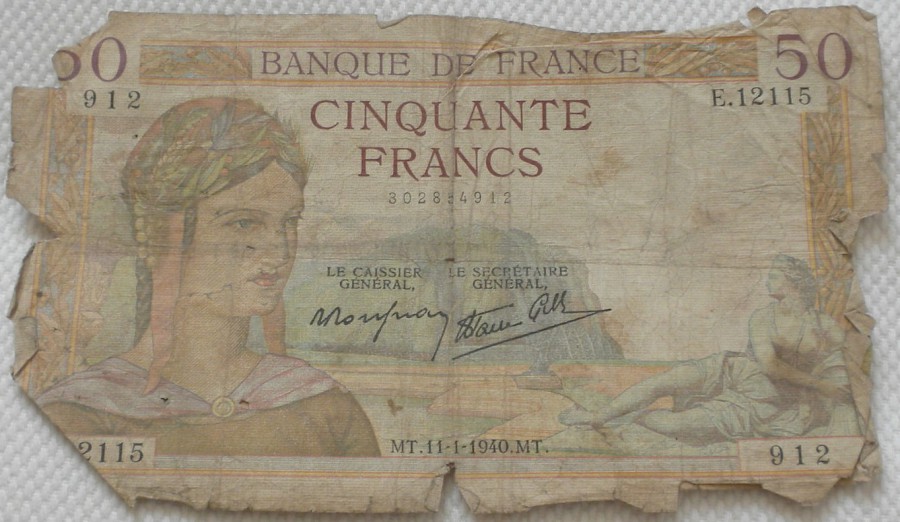 50 BANQUE DE FRANCE 50
912 E.12115
CINQUANTE
FRANCS
4912
LE CAISSIER LE SECRÉTAIRE
GÉNÉRAL, GÉNÉRAL,
2115 MT.11-1-1940.MT. 912